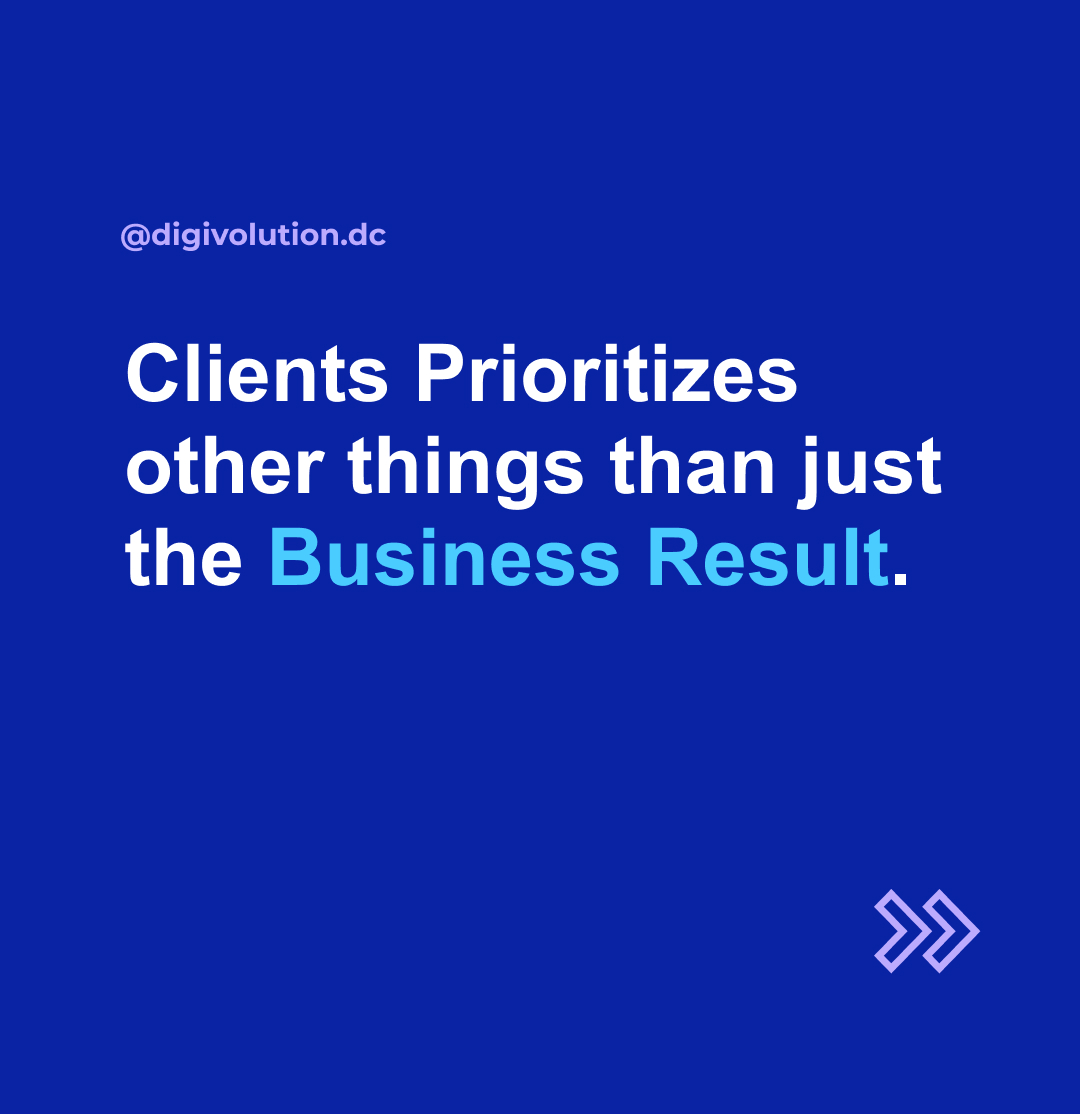 @digivolution.dc
Clients Prioritizes
other things than just
the Business Result.